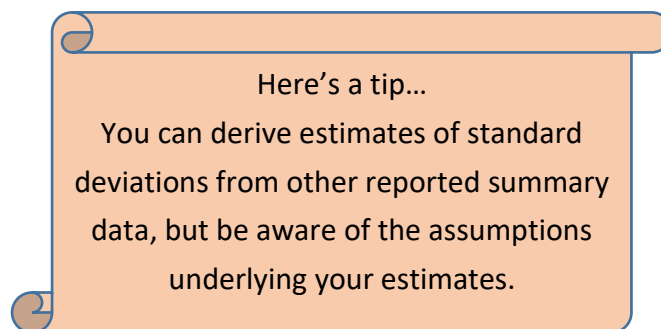 Here’s a tip…
You can derive estimates of standard
deviations from other reported summary
data, but be aware of the assumptions
underlying your estimates.